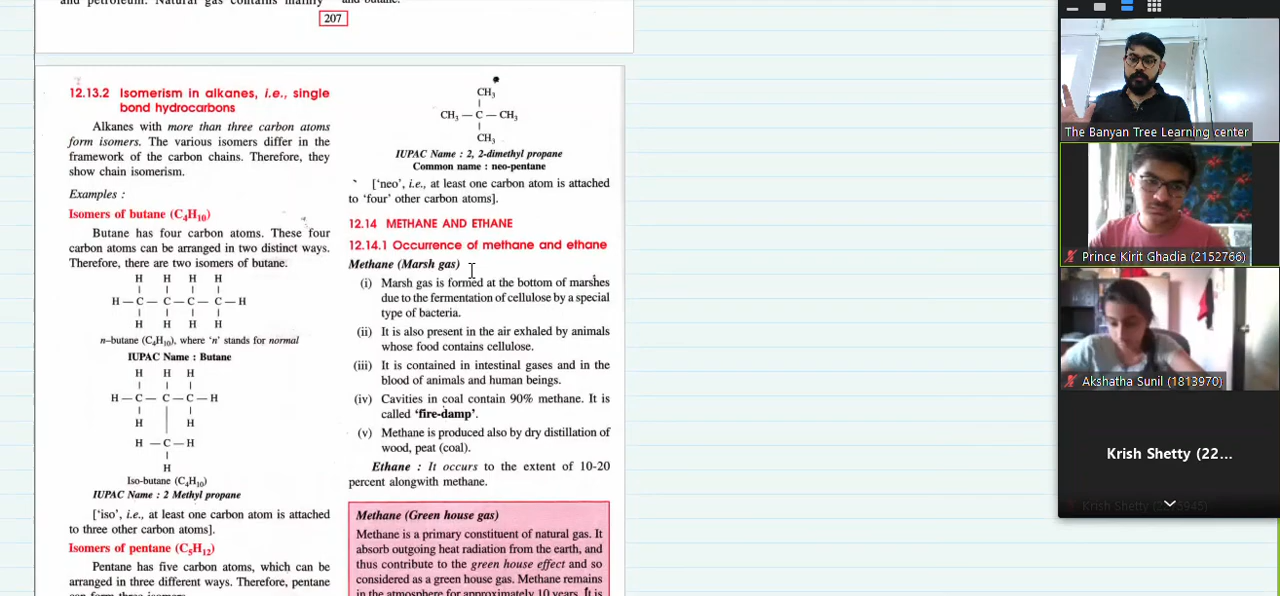 and petroleum. Natural gas contains mainly
and butane.
207
12.13.2 Isomerism in alkanes, i.e., single
bond hydrocarbons
Alkanes with more than three carbon atoms
form isomers. The various isomers differ in the
framework of the carbon chains. Therefore, they
show chain isomerism.
Examples :
Isomers of butane (C₄H₁₀)
Butane has four carbon atoms. These four
carbon atoms can be arranged in two distinct ways.
Therefore, there are two isomers of butane.
H H H H
H — C — C — C — C — H
H H H H
n–butane (C₄H₁₀), where 'n' stands for normal
IUPAC Name : Butane
H H H
H — C — C — C — H
H H
H — C — H
H
Iso-butane (C₄H₁₀)
IUPAC Name : 2 Methyl propane
['iso', i.e., at least one carbon atom is attached
to three other carbon atoms].
Isomers of pentane (C₅H₁₂)
Pentane has five carbon atoms, which can be
arranged in three different ways. Therefore, pentane
can form three isomers
CH₃
CH₃ — C — CH₃
CH₃
IUPAC Name : 2, 2-dimethyl propane
Common name : neo-pentane
['neo', i.e., at least one carbon atom is attached
to 'four' other carbon atoms].
12.14 METHANE AND ETHANE
12.14.1 Occurrence of methane and ethane
Methane (Marsh gas)
(i) Marsh gas is formed at the bottom of marshes
due to the fermentation of cellulose by a special
type of bacteria.
(ii) It is also present in the air exhaled by animals
whose food contains cellulose.
(iii) It is contained in intestinal gases and in the
blood of animals and human beings.
(iv) Cavities in coal contain 90% methane. It is
called 'fire-damp'.
(v) Methane is produced also by dry distillation of
wood, peat (coal).
Ethane : It occurs to the extent of 10-20
percent alongwith methane.
Methane (Green house gas)
Methane is a primary constituent of natural gas. It
absorb outgoing heat radiation from the earth, and
thus contribute to the green house effect and so
considered as a green house gas. Methane remains
in the atmosphere for approximately 10 years. It is
The Banyan Tree Learning center
Prince Kirit Ghadia (2152766)
Akshatha Sunil (1813970)
Krish Shetty (22...